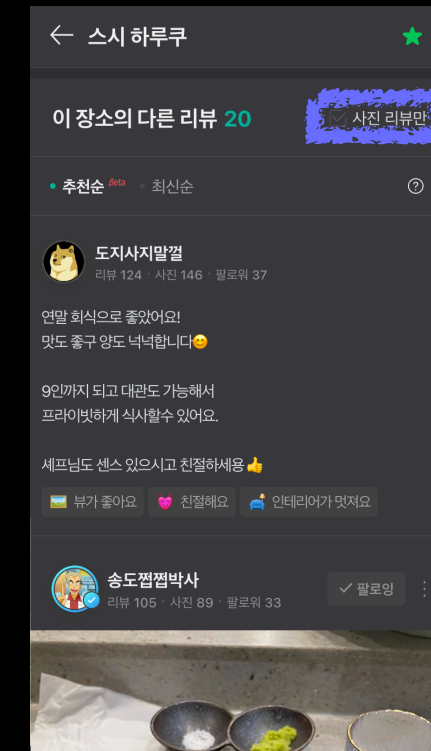 스시 하루쿠
이 장소의 다른 리뷰 20
사진 리뷰만
추천순 Beta 최신순
도지사지말껄
리뷰 124 · 사진 146 · 팔로워 37
연말 회식으로 좋았어요!
맛도 좋구 양도 넉넉합니다😊
9인까지 되고 대관도 가능해서
프라이빗하게 식사할수 있어요.
셰프님도 센스 있으시고 친절하세용👍
뷰가 좋아요 친절해요 인테리어가 멋져요
송도쩝쩝박사
팔로잉
리뷰 105 · 사진 89 · 팔로워 33